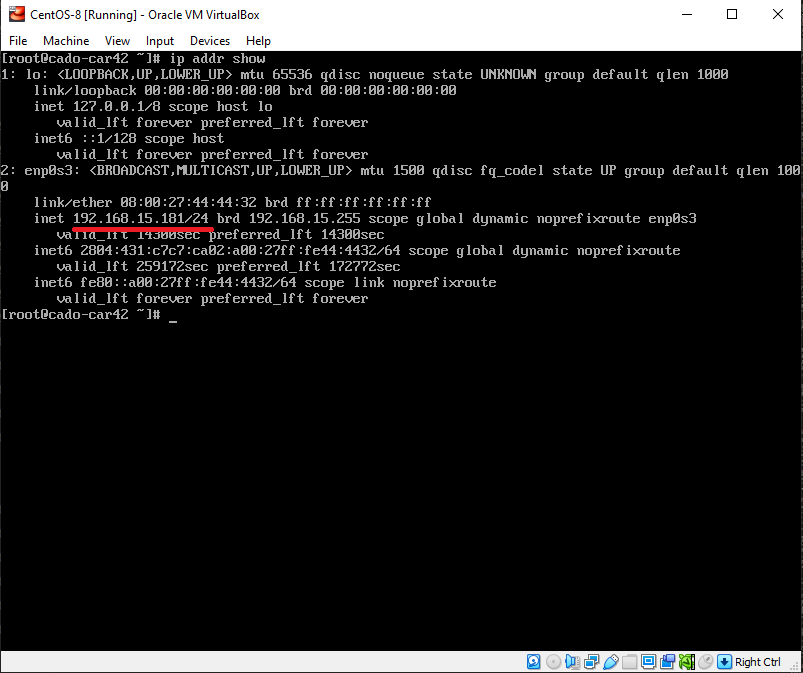 CentOS-8 [Running] - Oracle VM VirtualBox
File Machine View Input Devices Help
[root@cado-car42 ~]# ip addr show
1: lo: <LOOPBACK,UP,LOWER_UP> mtu 65536 qdisc noqueue state UNKNOWN group default qlen 1000
    link/loopback 00:00:00:00:00:00 brd 00:00:00:00:00:00
    inet 127.0.0.1/8 scope host lo
       valid_lft forever preferred_lft forever
    inet6 ::1/128 scope host
       valid_lft forever preferred_lft forever
2: enp0s3: <BROADCAST,MULTICAST,UP,LOWER_UP> mtu 1500 qdisc fq_codel state UP group default qlen 100
0
    link/ether 08:00:27:44:44:32 brd ff:ff:ff:ff:ff:ff
    inet 192.168.15.181/24 brd 192.168.15.255 scope global dynamic noprefixroute enp0s3
       valid_lft 14300sec preferred_lft 14300sec
    inet6 2804:431:c7c7:ca02:a00:27ff:fe44:4432/64 scope global dynamic noprefixroute
       valid_lft 259172sec preferred_lft 172772sec
    inet6 fe80::a00:27ff:fe44:4432/64 scope link noprefixroute
       valid_lft forever preferred_lft forever
[root@cado-car42 ~]# _
Right Ctrl